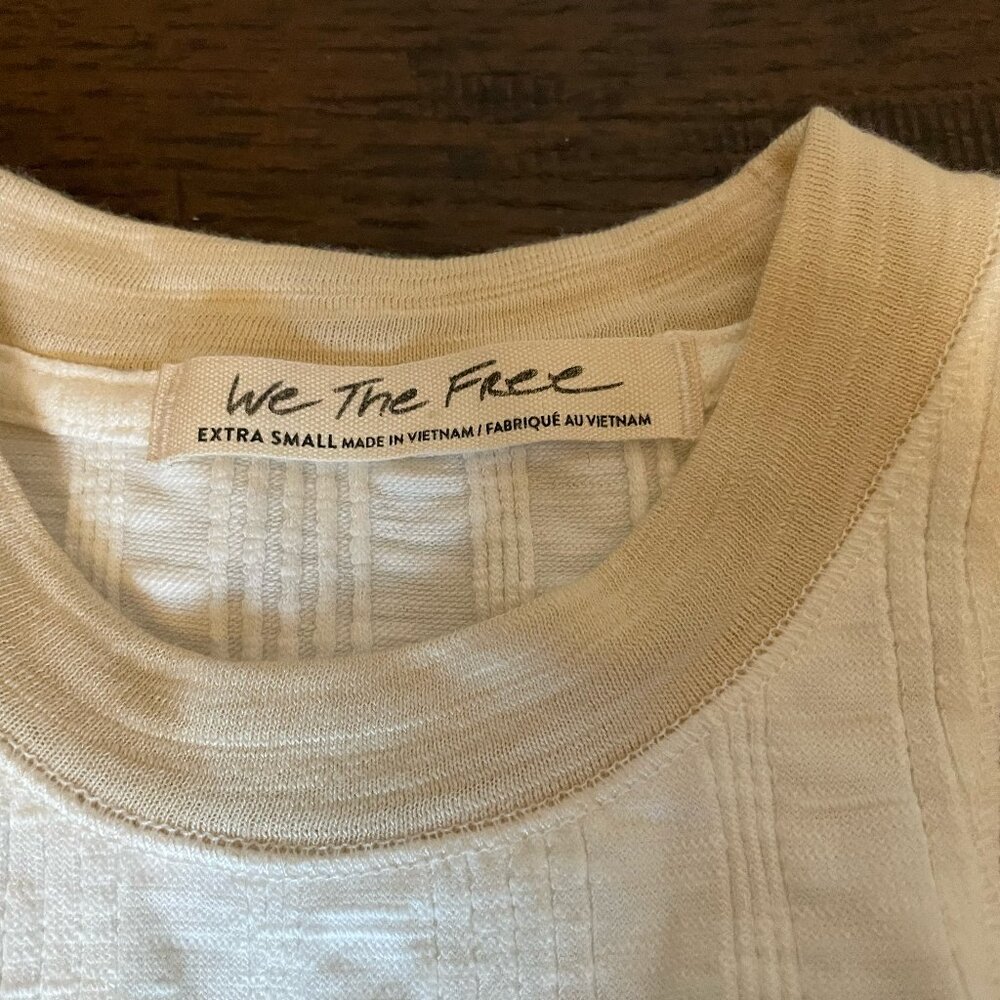 We The Free
EXTRA SMALL MADE IN VIETNAM / FABRIQUÉ AU VIETNAM